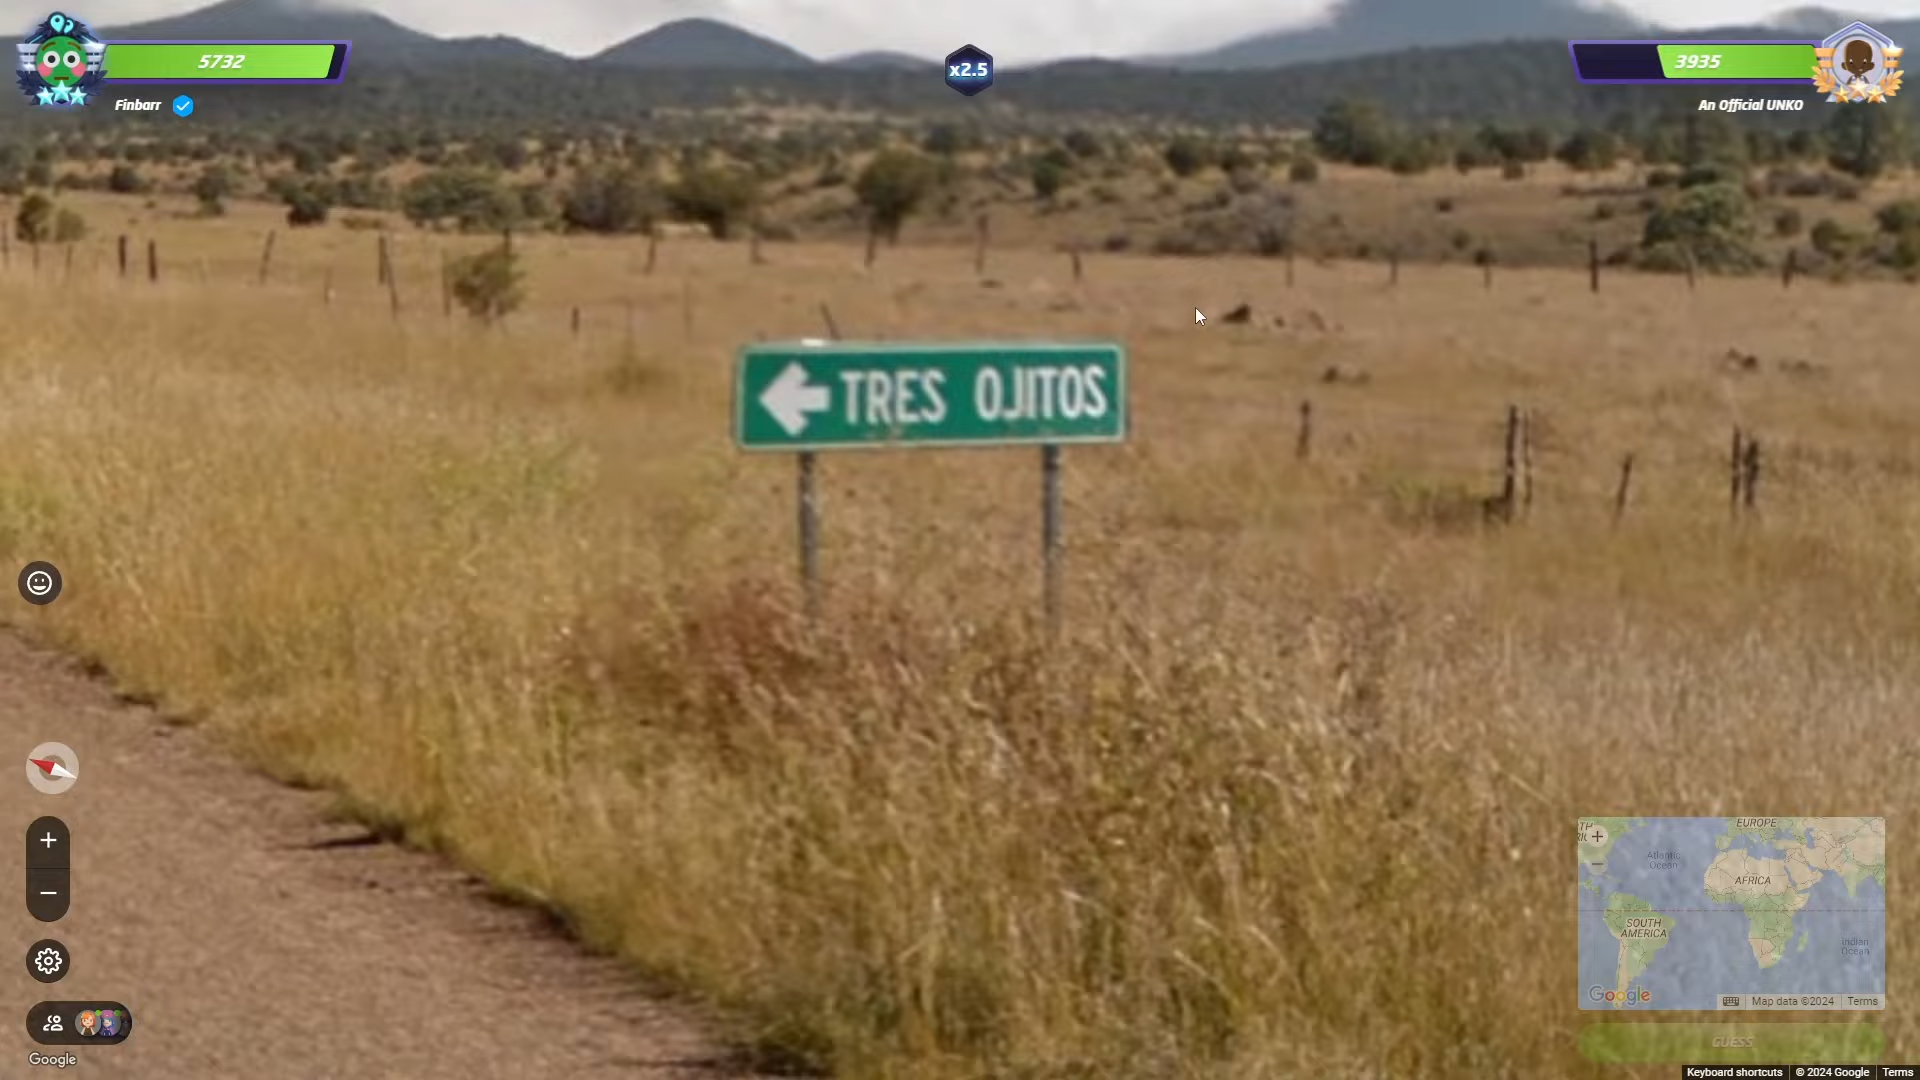 5732
x2.5
3935
Finbarr
An Official UNKO
← TRES OJITOS
EUROPE
Atlantic
Ocean
AFRICA
SOUTH
AMERICA
Indian
Ocean
Google
Map data ©2024 Terms
GUESS
Google
Keyboard shortcuts © 2024 Google Terms